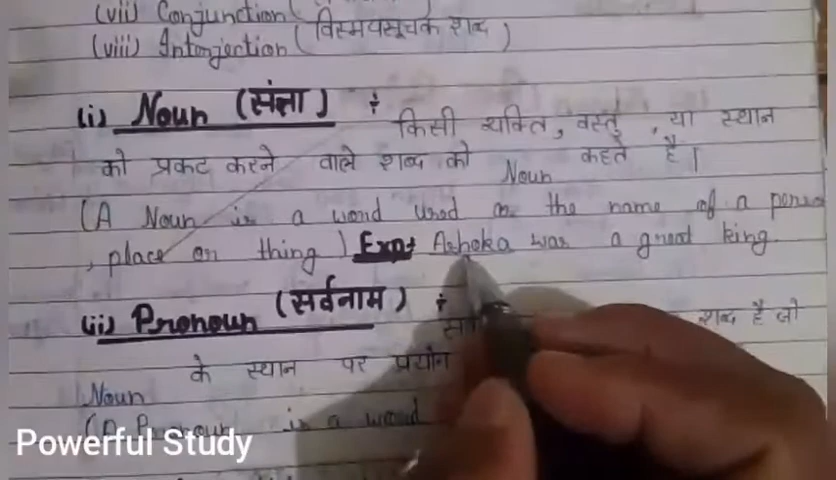 (vii) Conjunction (
(viii) Interjection (विस्मयसूचक शब्द)
(i) Noun (संज्ञा) ÷ किसी व्यक्ति, वस्तु, या स्थान
को प्रकट करने वाले शब्द को Noun कहते है।
(A Noun is a word used as the name of a person
, place or thing) Exp÷ Ashoka was a great king.
(ii) Pronoun (सर्वनाम) ÷ शब्द है जो
Noun के स्थान पर प्रयोग
(A Pronoun is a word
Powerful Study